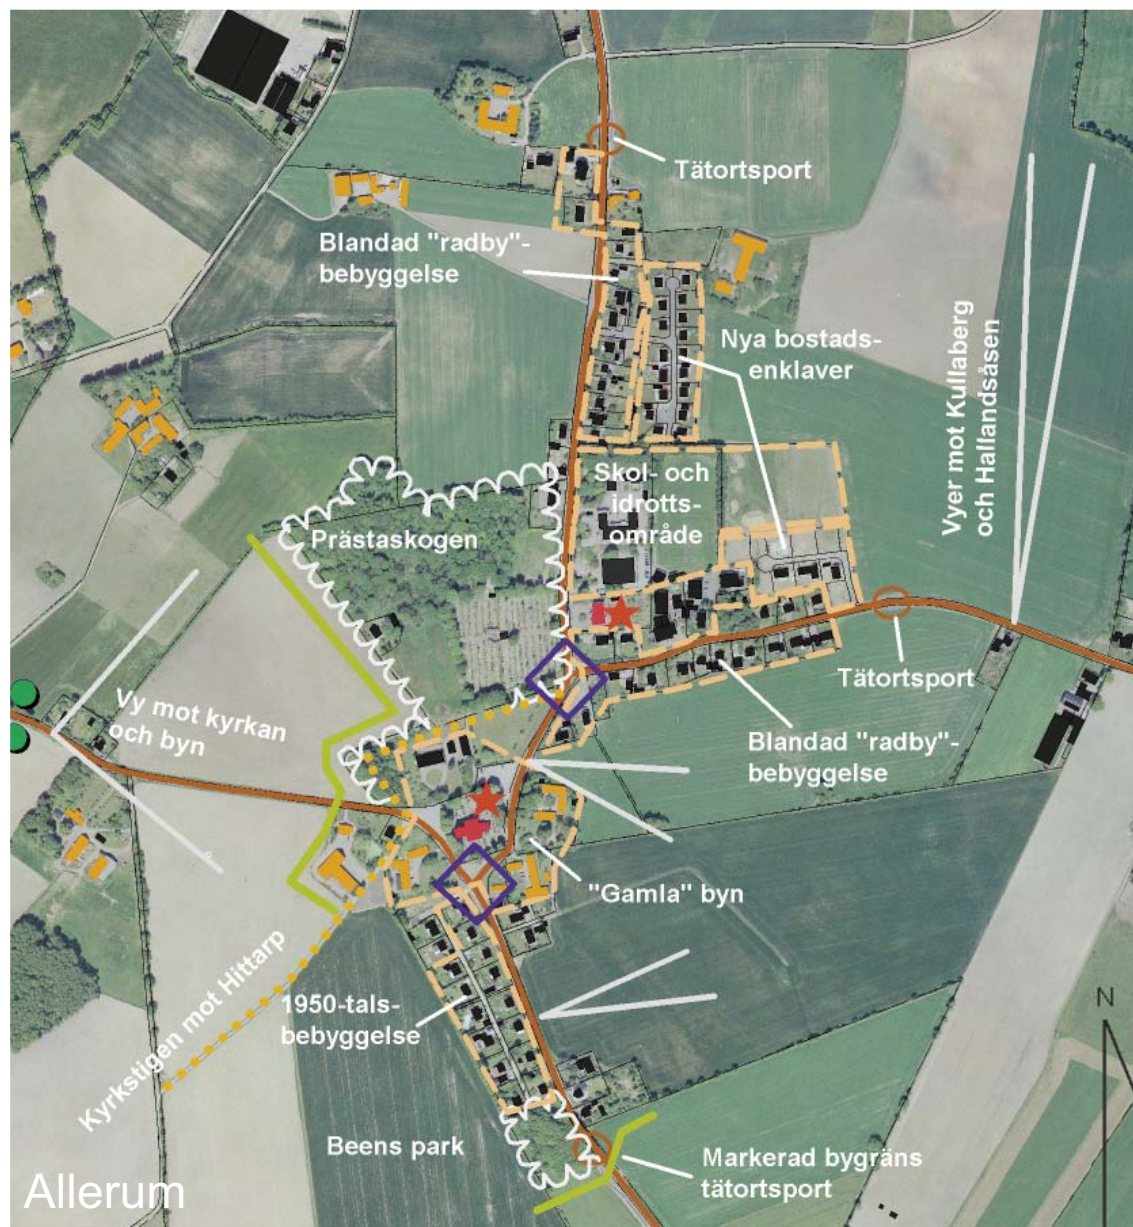 Tätortsport
Blandad "radby"-
bebyggelse
Nya bostads-
enklaver
Vyer mot Kullaberg
och Hallandsåsen
Skol- och
idrotts-
område
Prästaskogen
Tätortsport
Vy mot kyrkan
och byn
Blandad "radby"-
bebyggelse
"Gamla" byn
Kyrkstigen mot Hittarp
1950-tals-
bebyggelse
N
Beens park
Markerad bygräns
tätortsport
Allerum